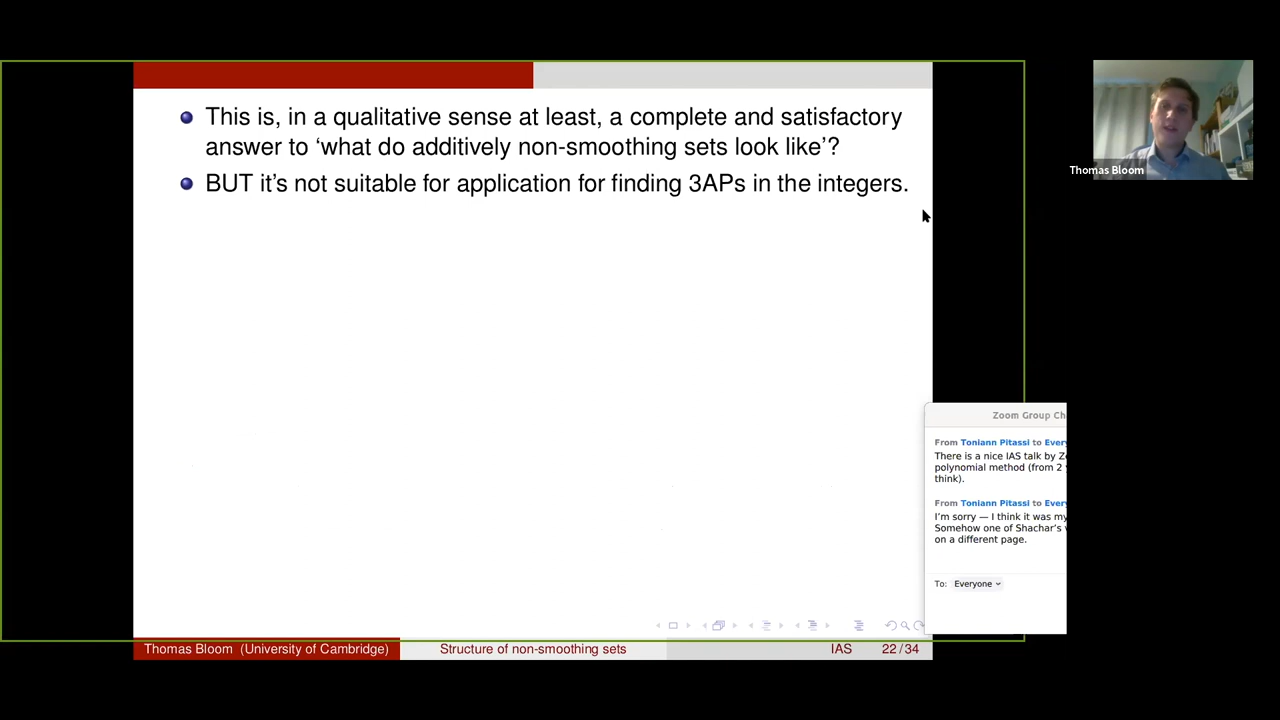 This is, in a qualitative sense at least, a complete and satisfactory
answer to ‘what do additively non-smoothing sets look like’?
BUT it’s not suitable for application for finding 3APs in the integers.
Thomas Bloom
Zoom Group Ch
From Toniann Pitassi to Every
There is a nice IAS talk by Z
polynomial method (from 2
think).
From Toniann Pitassi to Every
I’m sorry — I think it was my
Somehow one of Shachar’s
on a different page.
To: Everyone
Thomas Bloom (University of Cambridge)
Structure of non-smoothing sets
IAS
22 / 34